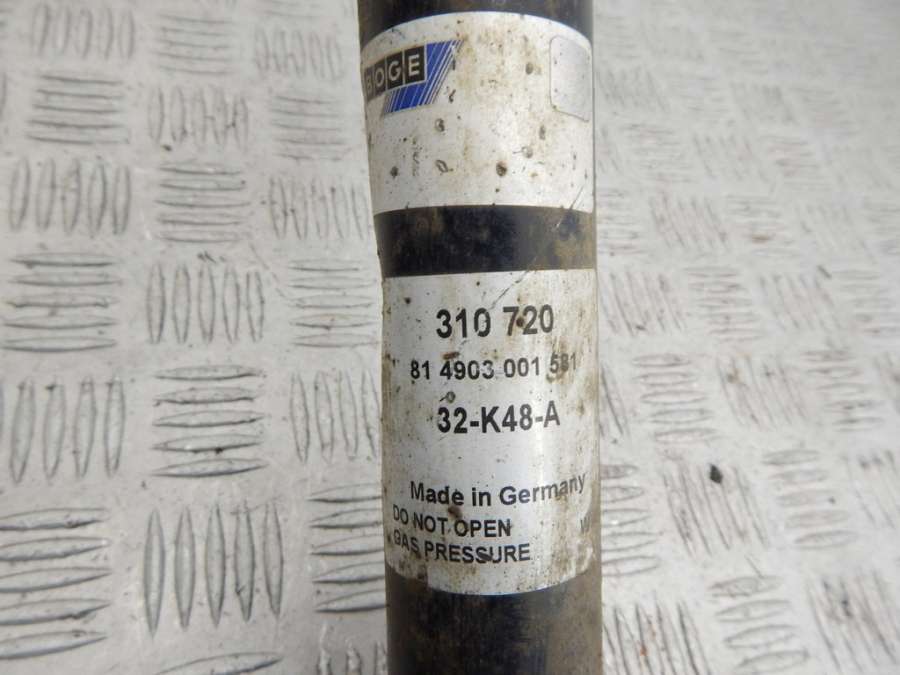 BOGE
310 720
81 4903 001 581
32-K48-A
Made in Germany
DO NOT OPEN
GAS PRESSURE